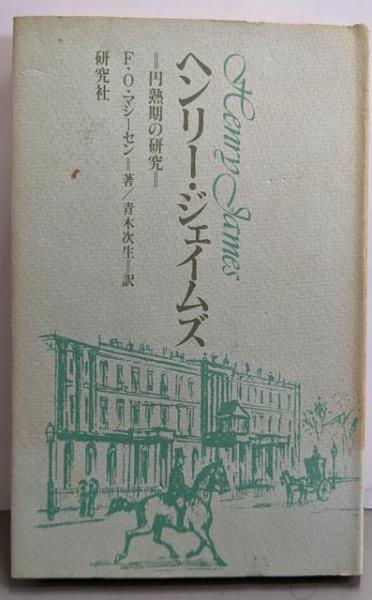 Henry James
ヘンリー・ジェイムズ
=円熟期の研究=
F・O・マシーセン=著/青木次生=訳
研究社